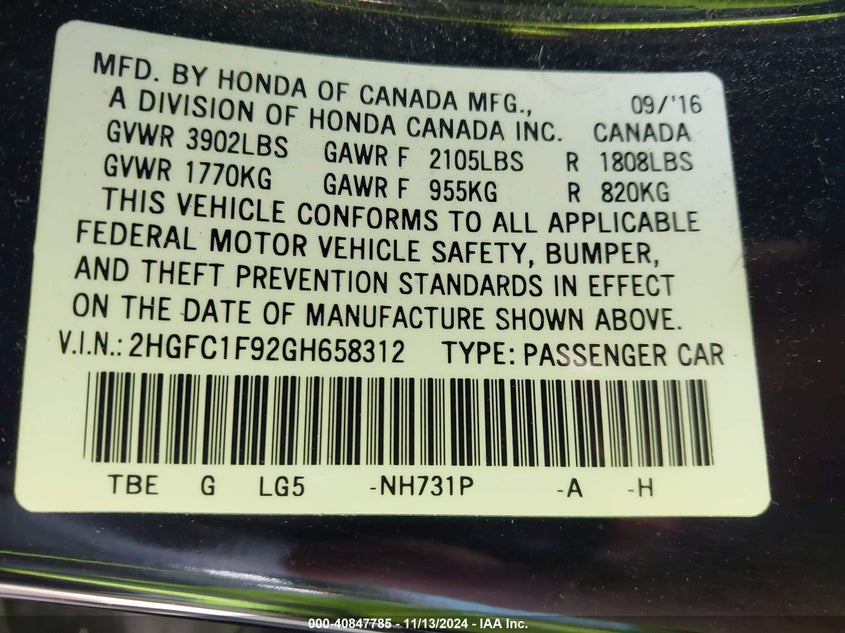 MFD. BY HONDA OF CANADA MFG., 09/'16
A DIVISION OF HONDA CANADA INC. CANADA
GVWR 3902LBS GAWR F 2105LBS R 1808LBS
GVWR 1770KG GAWR F 955KG R 820KG
THIS VEHICLE CONFORMS TO ALL APPLICABLE
FEDERAL MOTOR VEHICLE SAFETY, BUMPER,
AND THEFT PREVENTION STANDARDS IN EFFECT
ON THE DATE OF MANUFACTURE SHOWN ABOVE.
V.I.N.: 2HGFC1F92GH658312 TYPE: PASSENGER CAR
TBE G LG5 -NH731P -A -H
000-40847785 - 11/13/2024 - IAA Inc.